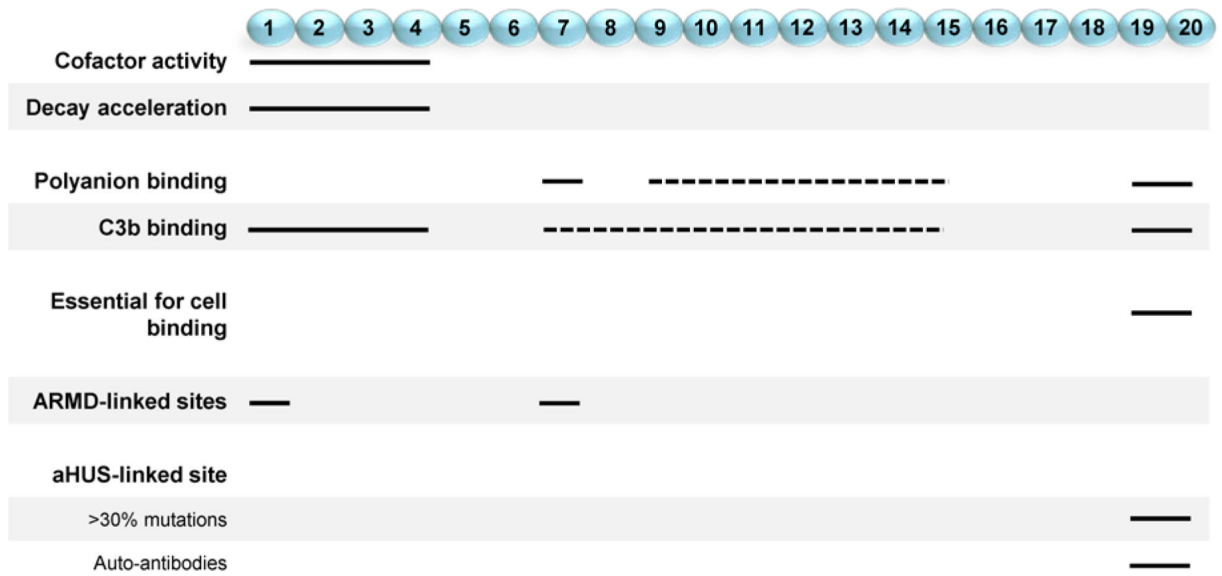 1 2 3 4 5 6 7 8 9 10 11 12 13 14 15 16 17 18 19 20
Cofactor activity
Decay acceleration
Polyanion binding
C3b binding
Essential for cell
binding
ARMD-linked sites
aHUS-linked site
>30% mutations
Auto-antibodies